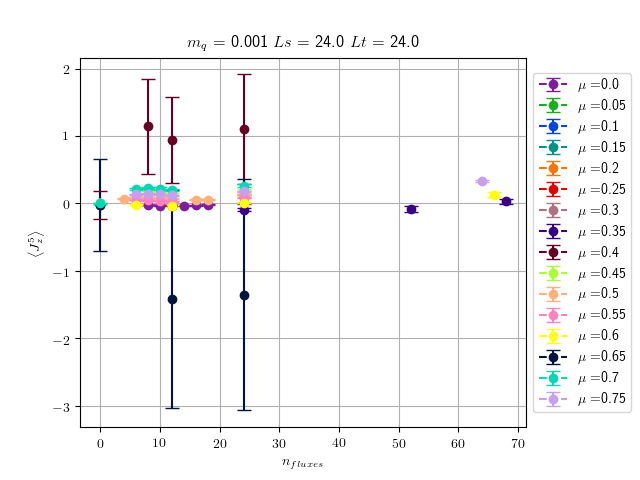 m_q = 0.001 Ls = 24.0 Lt = 24.0
2
1
0
−1
−2
−3
⟨J_z^5⟩
0 10 20 30 40 50 60 70
n_fluxes
μ =0.0
μ =0.05
μ =0.1
μ =0.15
μ =0.2
μ =0.25
μ =0.3
μ =0.35
μ =0.4
μ =0.45
μ =0.5
μ =0.55
μ =0.6
μ =0.65
μ =0.7
μ =0.75